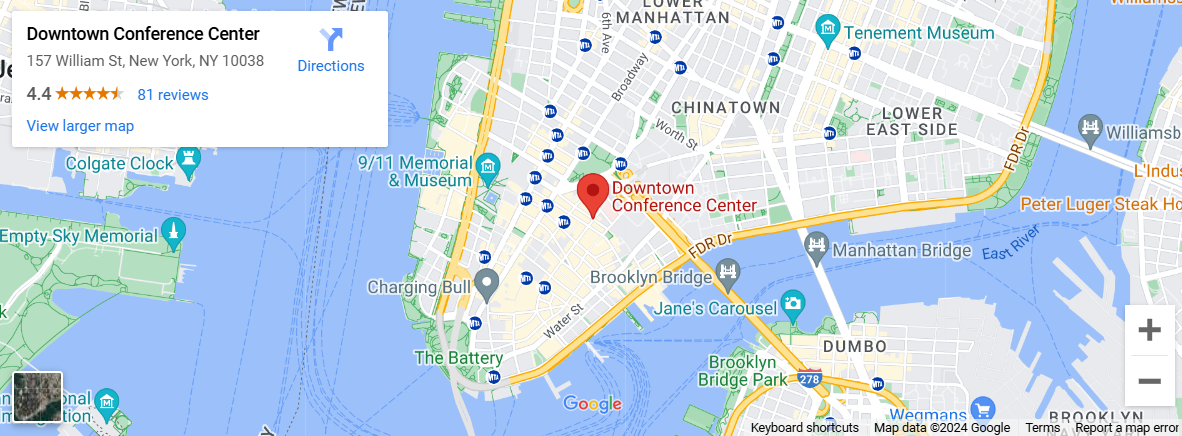 Downtown Conference Center
157 William St, New York, NY 10038
4.4
81 reviews
View larger map
Directions
LOWER
MANHATTAN
6th Ave
Broadway
Tenement Museum
CHINATOWN
Worth St
LOWER
EAST SIDE
FDR Dr
Williamsb
L'Indus
Peter Luger Steak Ho
Colgate Clock
9/11 Memorial
& Museum
Downtown
Conference Center
Empty Sky Memorial
FDR Dr
Manhattan Bridge
East River
Brooklyn Bridge
Charging Bull
Jane's Carousel
Water St
DUMBO
The Battery
Brooklyn
Bridge Park
278
Google
Wegmans
BROOKLYN
Keyboard shortcuts
Map data ©2024 Google
Terms
Report a map error